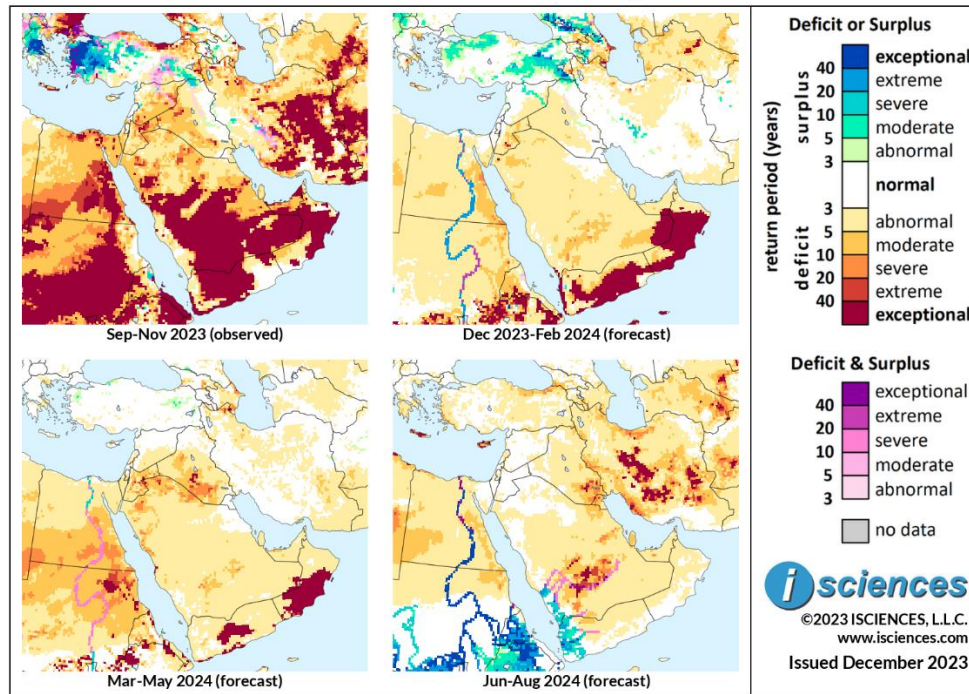 Sep-Nov 2023 (observed)
Dec 2023-Feb 2024 (forecast)
Mar-May 2024 (forecast)
Jun-Aug 2024 (forecast)
Deficit or Surplus
return period (years)
surplus
deficit
exceptional
40
extreme
20
severe
10
moderate
5
abnormal
3
normal
3
abnormal
5
moderate
10
severe
20
extreme
40
exceptional
Deficit & Surplus
exceptional
40
extreme
20
severe
10
moderate
5
abnormal
3
no data
i sciences
©2023 ISCIENCES, L.L.C.
www.isciences.com
Issued December 2023